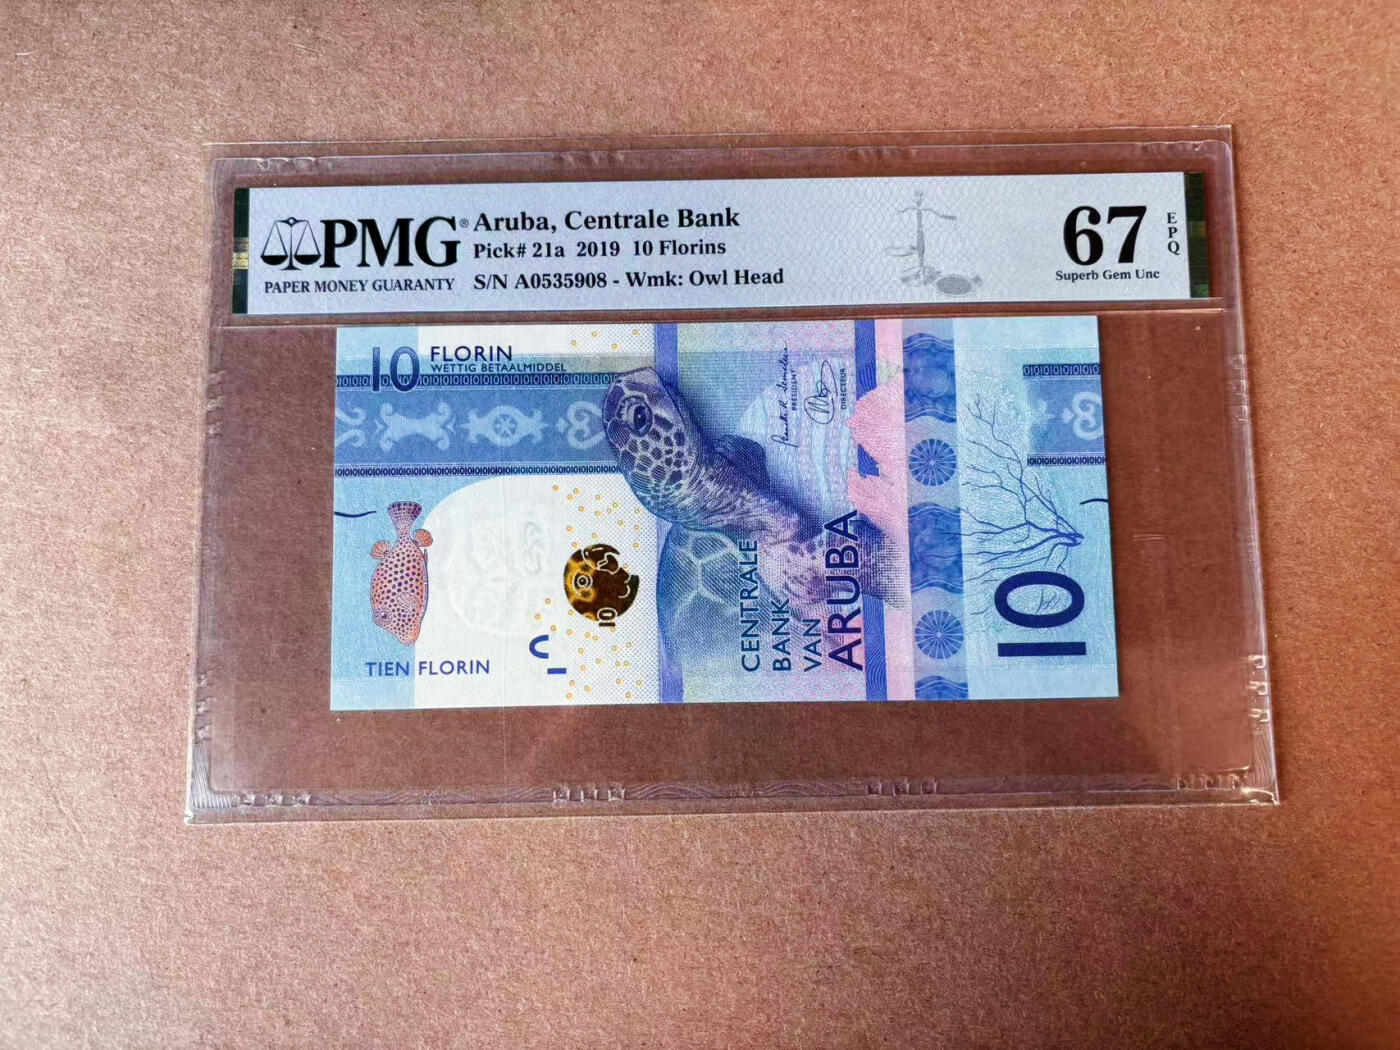 PMG®
PAPER MONEY GUARANTY
Aruba, Centrale Bank
Pick# 21a 2019 10 Florins
S/N A0535908 - Wmk: Owl Head
67
EPQ
Superb Gem Unc
10 FLORIN
WETTIG BETAALMIDDEL
PRESIDENT
DIRECTEUR
10
TIEN FLORIN
CENTRALE
BANK
VAN
ARUBA
10